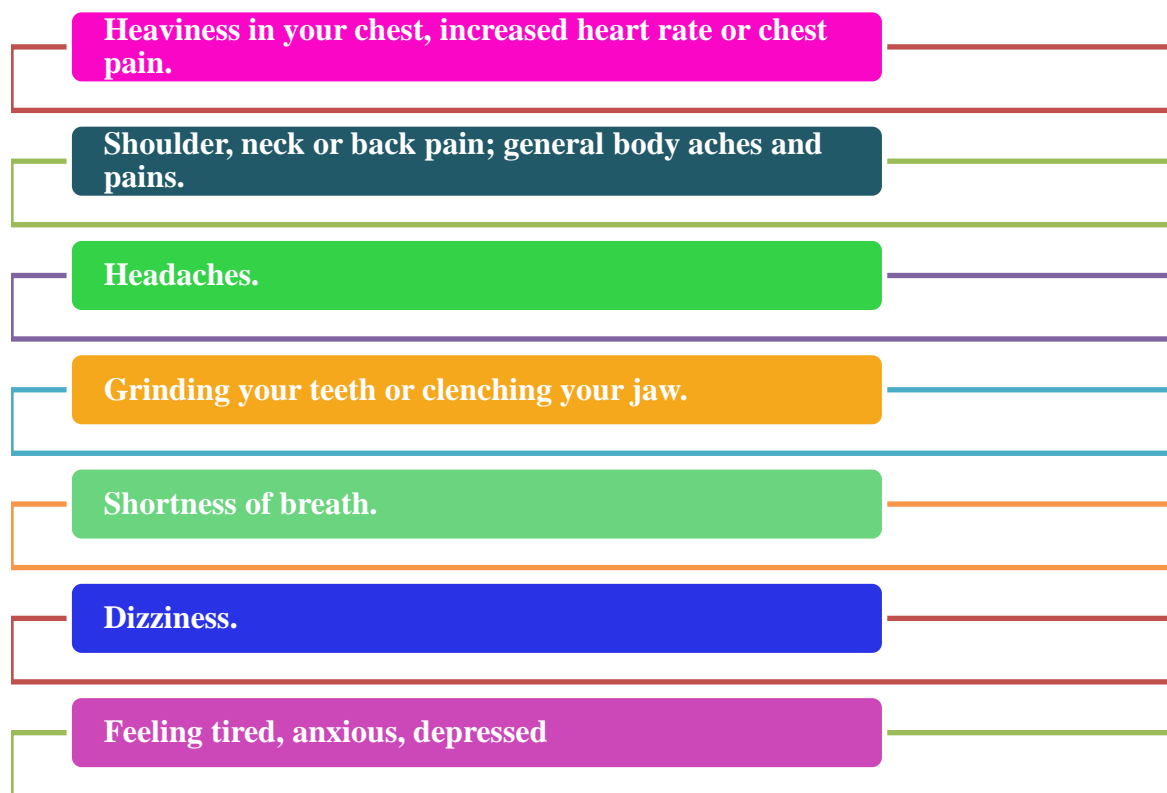 Heaviness in your chest, increased heart rate or chest
pain.
Shoulder, neck or back pain; general body aches and
pains.
Headaches.
Grinding your teeth or clenching your jaw.
Shortness of breath.
Dizziness.
Feeling tired, anxious, depressed